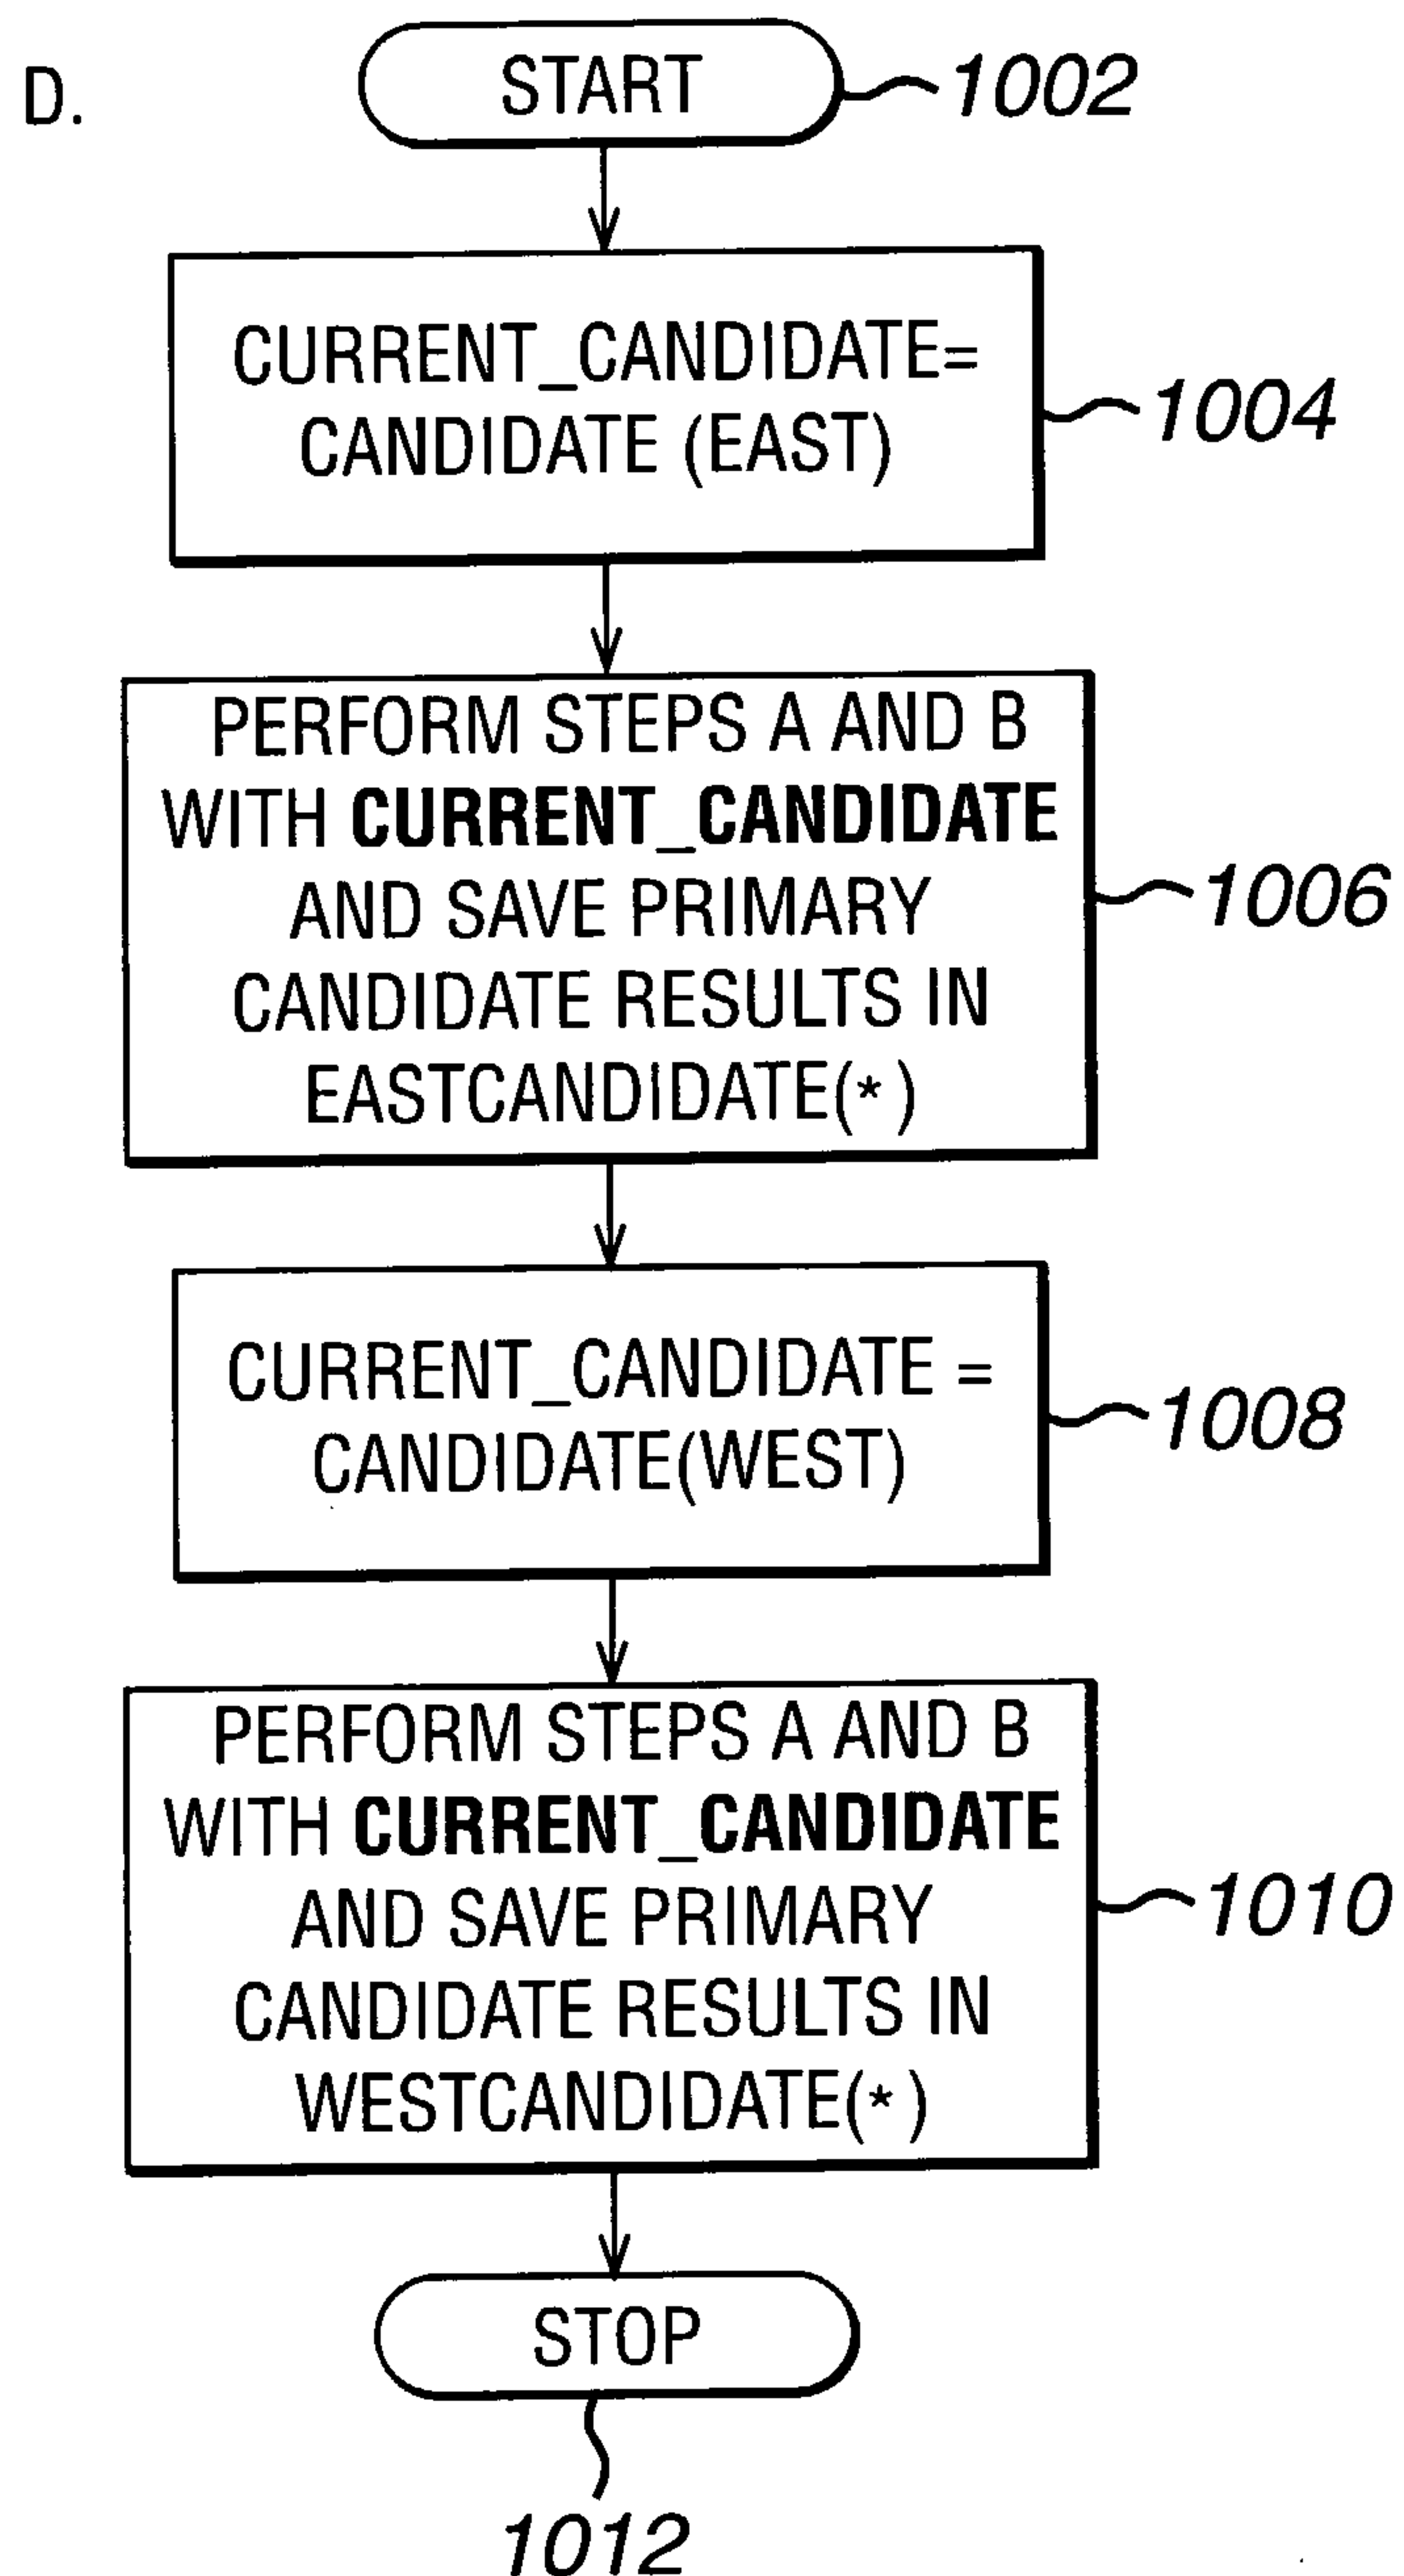 D.
START
1002
CURRENT_CANDIDATE=
CANDIDATE (EAST)
1004
PERFORM STEPS A AND B
WITH CURRENT_CANDIDATE
AND SAVE PRIMARY
CANDIDATE RESULTS IN
EASTCANDIDATE(*)
1006
CURRENT_CANDIDATE =
CANDIDATE(WEST)
1008
PERFORM STEPS A AND B
WITH CURRENT_CANDIDATE
AND SAVE PRIMARY
CANDIDATE RESULTS IN
WESTCANDIDATE(*)
1010
STOP
1012